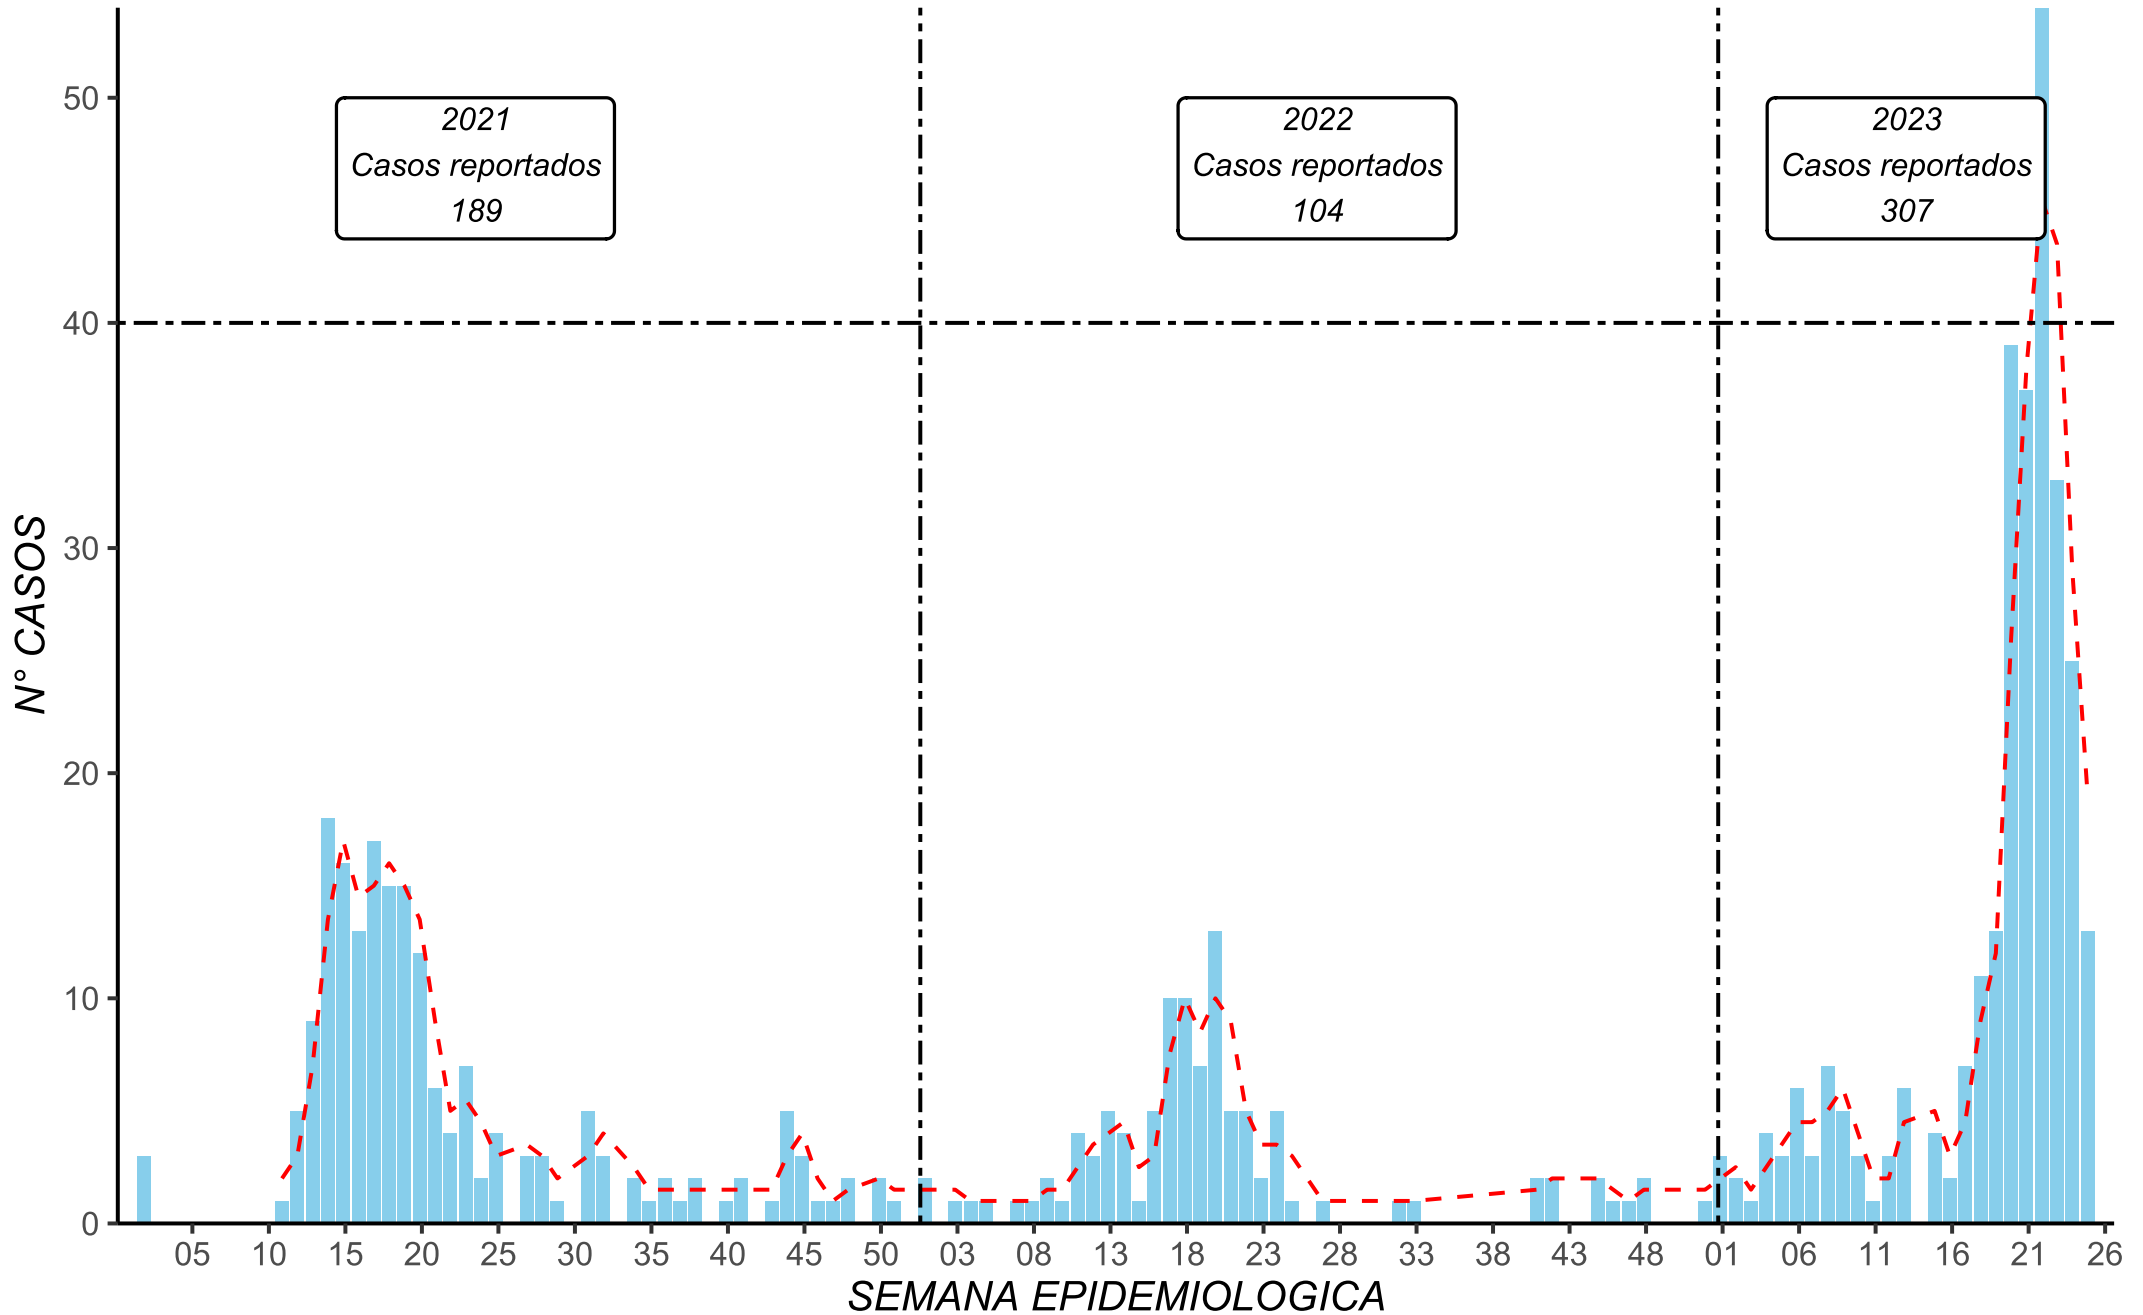 50
40
30
20
10
0
N° CASOS
2021
Casos reportados
189
2022
Casos reportados
104
2023
Casos reportados
307
05 10 15 20 25 30 35 40 45 50 03 08 13 18 23 28 33 38 43 48 01 06 11 16 21 26
SEMANA EPIDEMIOLOGICA